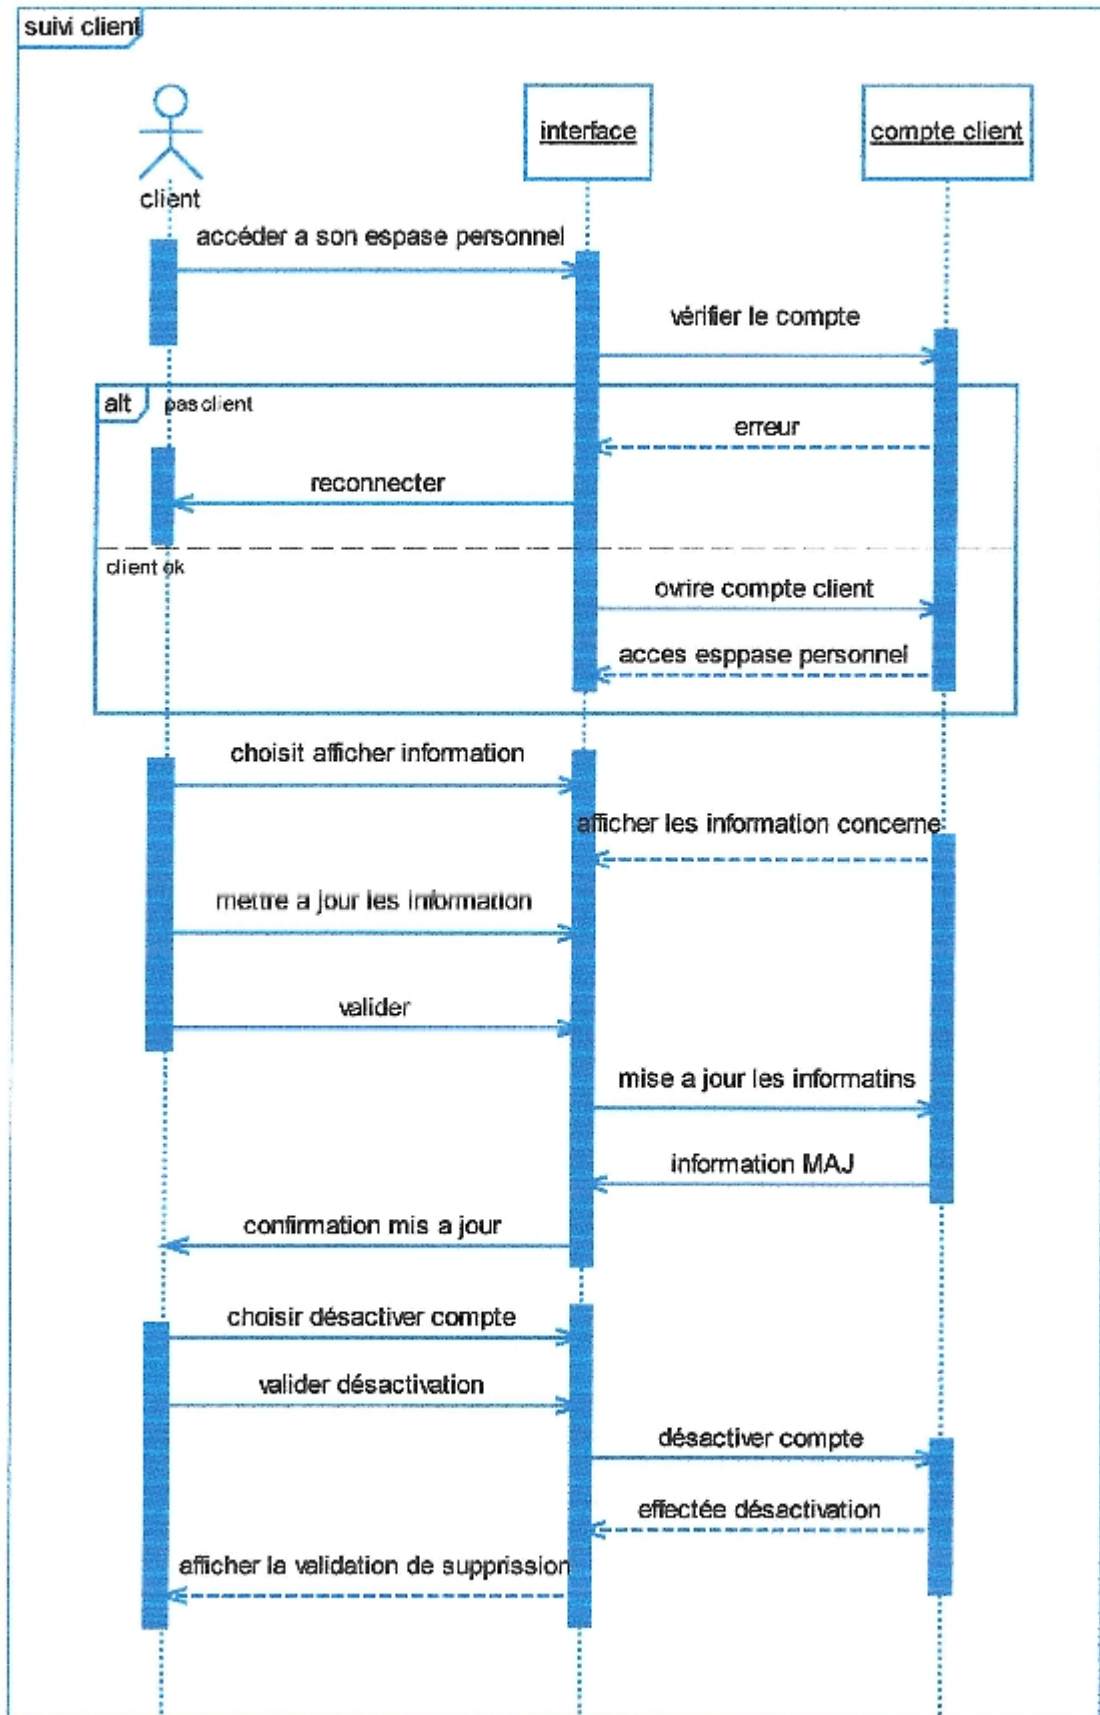 suivi client
interface
compte client
client
accéder a son espase personnel
vérifier le compte
alt
pas client
erreur
reconnecter
client ok
ovrire compte client
acces esppase personnel
choisit afficher information
afficher les information concerne
mettre a jour les information
valider
mise a jour les informatins
information MAJ
confirmation mis a jour
choisir désactiver compte
valider désactivation
désactiver compte
effectée désactivation
afficher la validation de supprission